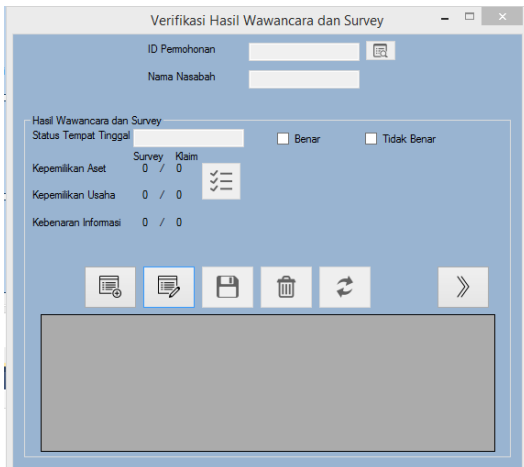 Verifikasi Hasil Wawancara dan Survey
ID Permohonan
Nama Nasabah
Hasil Wawancara dan Survey
Status Tempat Tinggal Benar Tidak Benar
Survey Klaim
Kepemilikan Aset 0 / 0
Kepemilikan Usaha 0 / 0
Kebenaran Informasi 0 / 0